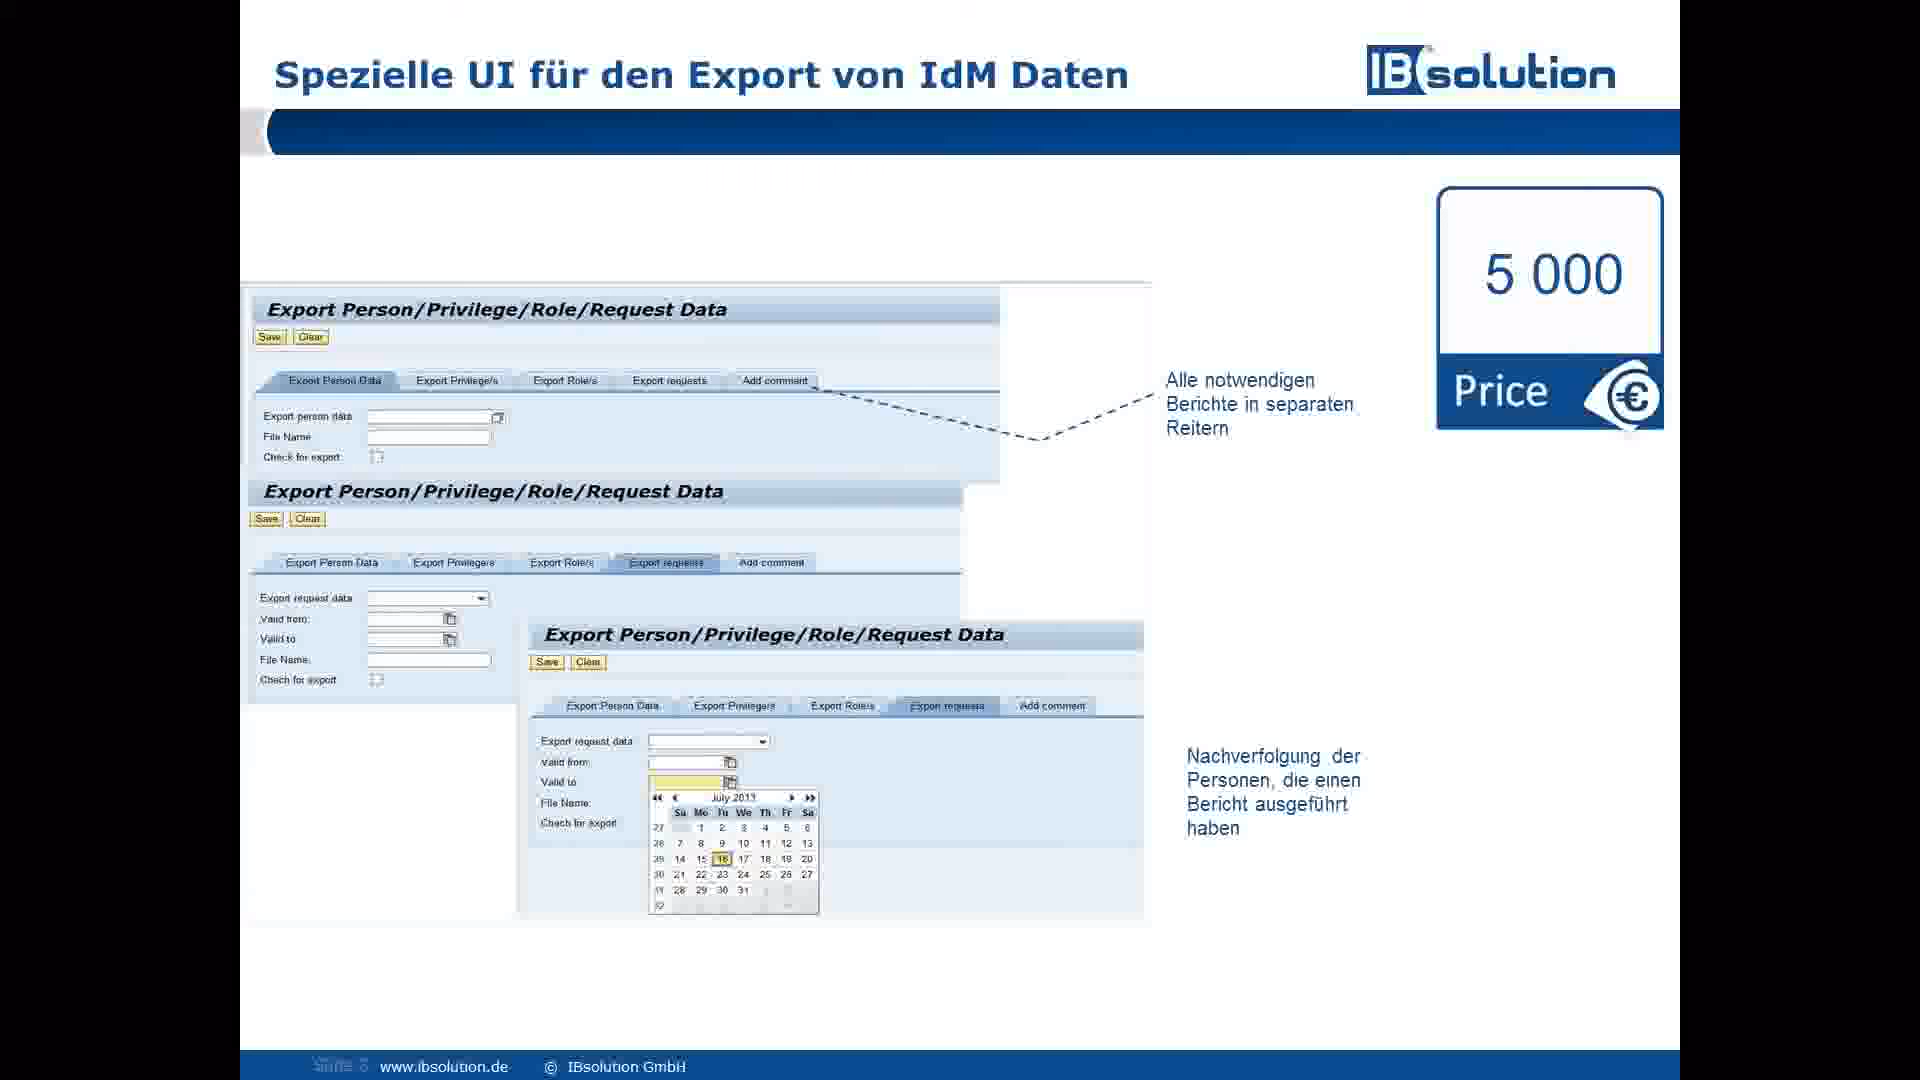 Spezielle UI für den Export von IdM Daten
IBsolution
5 000
Price €
Export Person/Privilege/Role/Request Data
Save Clear
Export Person Data Export Privilege/s Export Role/s Export requests Add comment
Export person data
File Name
Check for export:
Alle notwendigen
Berichte in separaten
Reitern
Export Person/Privilege/Role/Request Data
Save Clear
Export Person Data Export Privilege/s Export Role/s Export requests Add comment
Export request data
Valid from:
Valid to
File Name:
Check for export
Export Person/Privilege/Role/Request Data
Save Clear
Export Person Data Export Privilege/s Export Role/s Export requests Add comment
Export request data
Valid from:
Valid to
File Name:
Check for export
July 2013
Su Mo Tu We Th Fr Sa
27 1 2 3 4 5 6
28 7 8 9 10 11 12 13
29 14 15 16 17 18 19 20
30 21 22 23 24 25 26 27
31 28 29 30 31
32
Nachverfolgung der
Personen, die einen
Bericht ausgeführt
haben
www.ibsolution.de © IBsolution GmbH